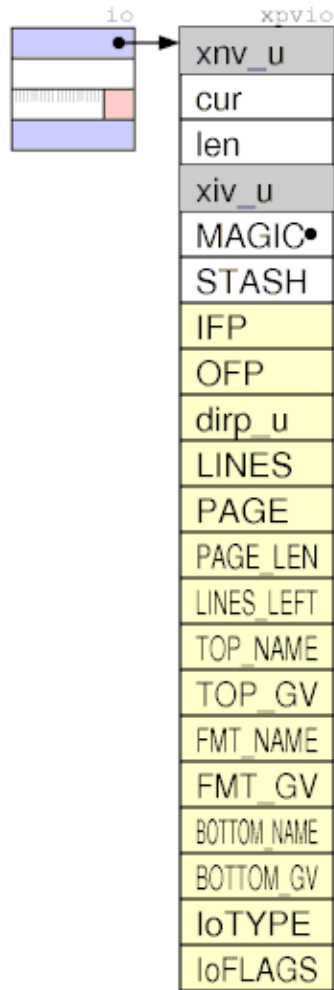 io
xpvio
xnv_u
cur
len
xiv_u
MAGIC
STASH
IFP
OFP
dirp_u
LINES
PAGE
PAGE_LEN
LINES_LEFT
TOP_NAME
TOP_GV
FMT_NAME
FMT_GV
BOTTOM_NAME
BOTTOM_GV
IoTYPE
IoFLAGS